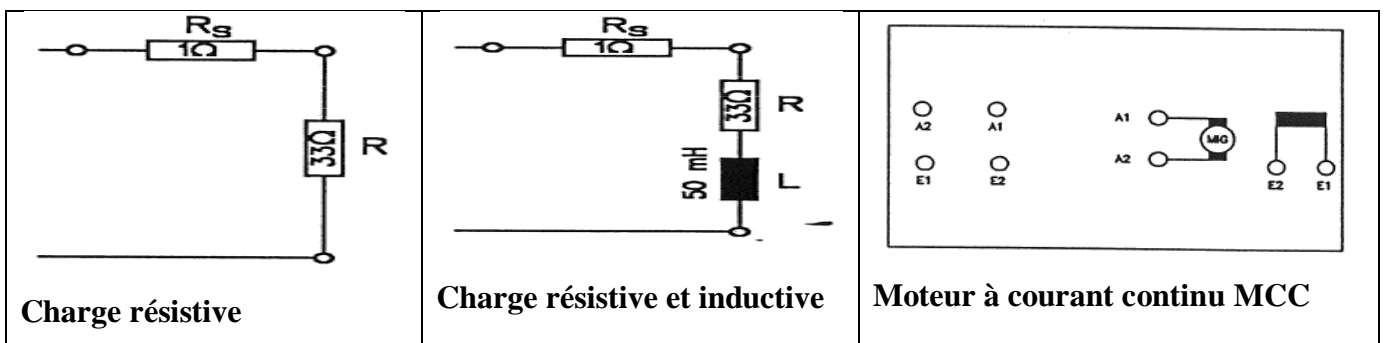 Rs
1Ω
33Ω
R
Charge résistive
Rs
1Ω
33Ω
R
50 mH
L
Charge résistive et inductive
A2
A1
E1
E2
A1
A2
MIG
E2
E1
Moteur à courant continu MCC